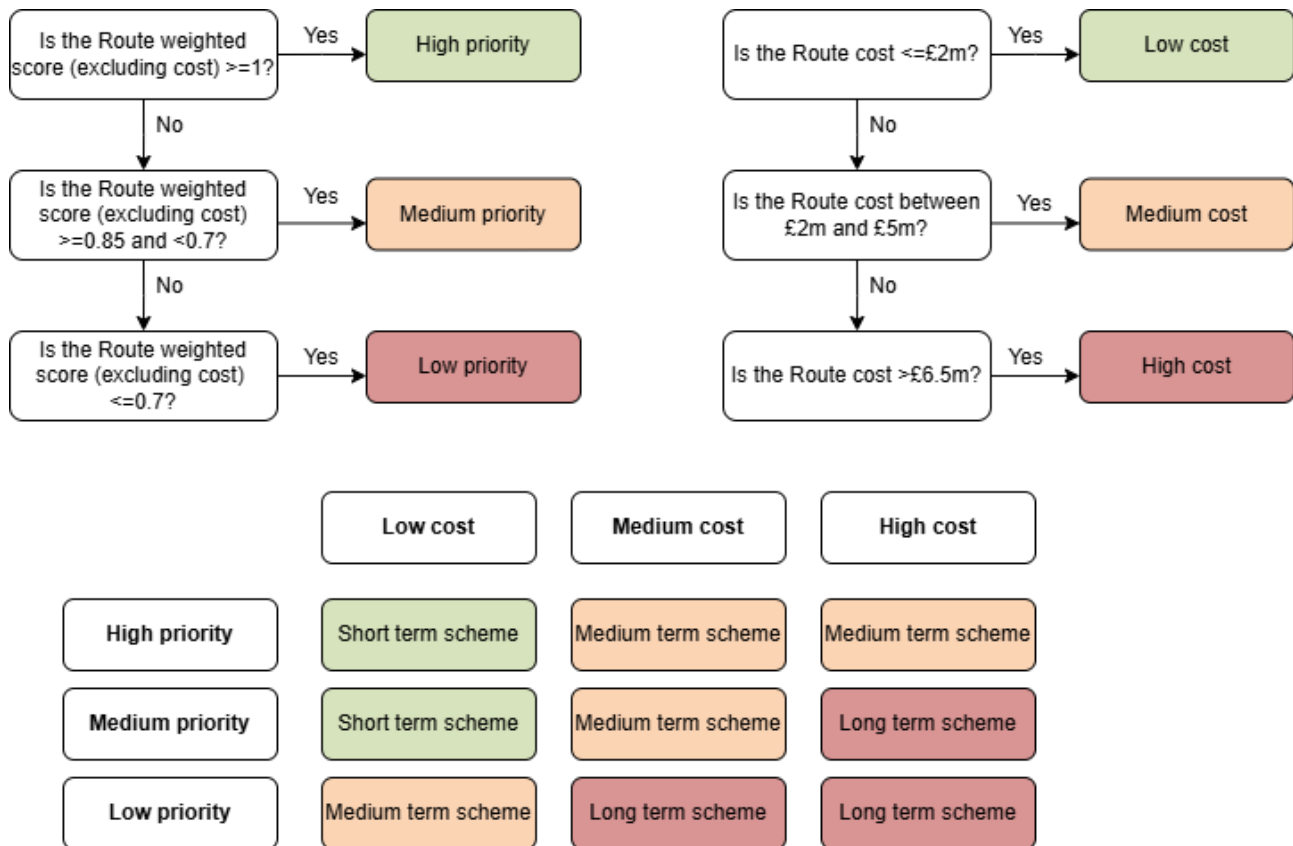 Is the Route weighted
score (excluding cost) >=1?
Yes
High priority
No
Is the Route weighted
score (excluding cost)
>=0.85 and <0.7?
Yes
Medium priority
No
Is the Route weighted
score (excluding cost)
<=0.7?
Yes
Low priority
Is the Route cost <=£2m?
Yes
Low cost
No
Is the Route cost between
£2m and £5m?
Yes
Medium cost
No
Is the Route cost >£6.5m?
Yes
High cost
Low cost
Medium cost
High cost
High priority
Short term scheme
Medium term scheme
Medium term scheme
Medium priority
Short term scheme
Medium term scheme
Long term scheme
Low priority
Medium term scheme
Long term scheme
Long term scheme